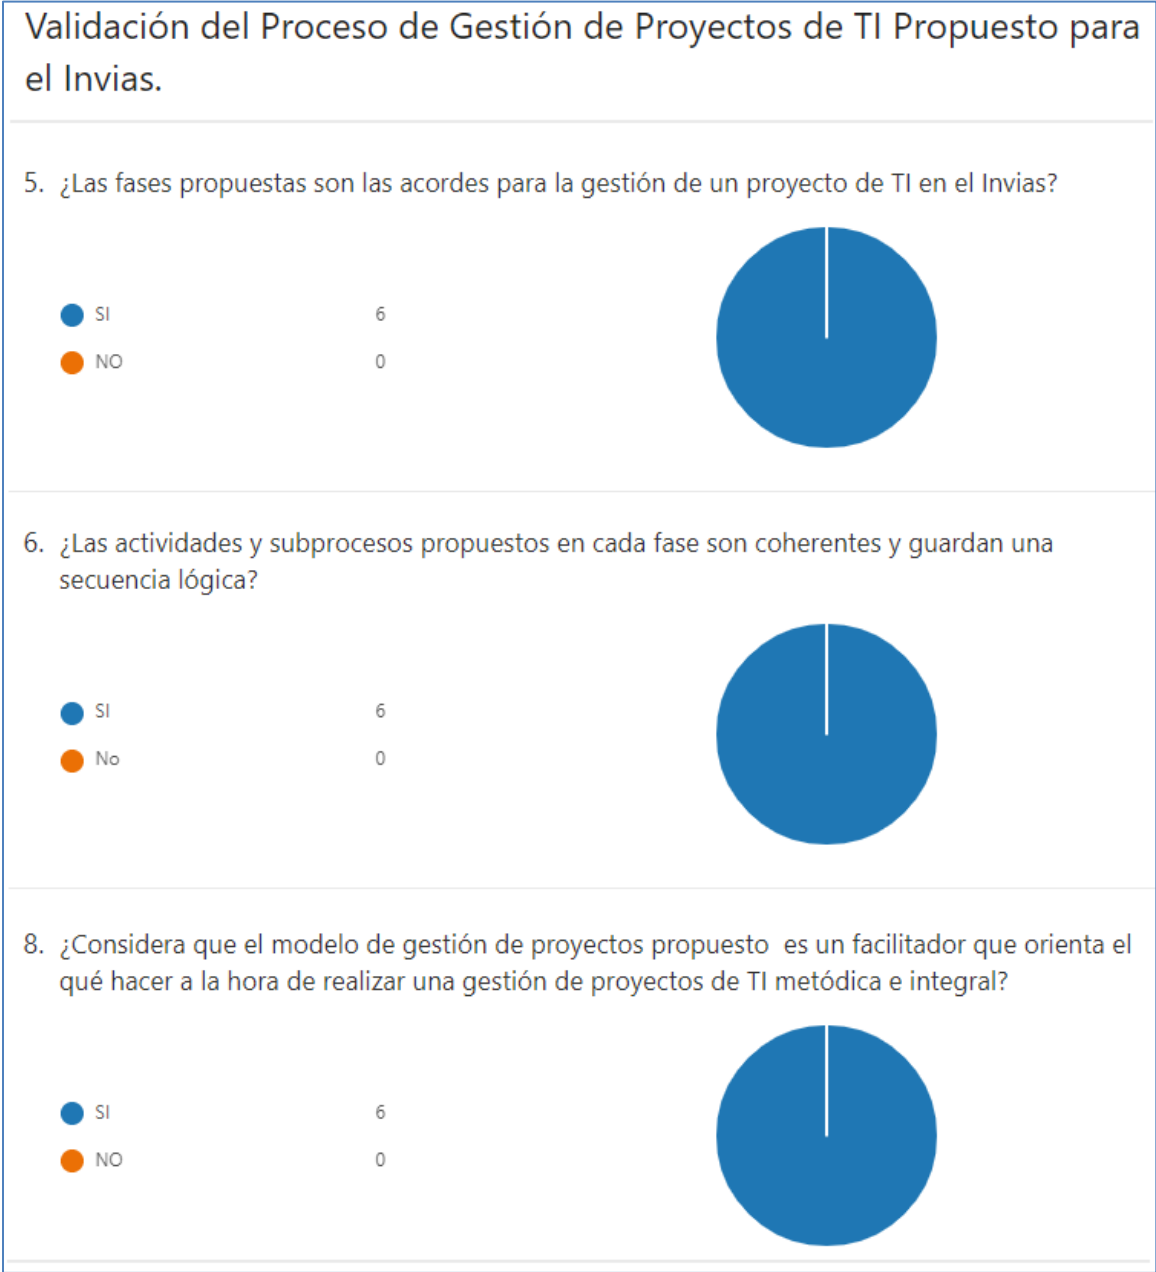 Validación del Proceso de Gestión de Proyectos de TI Propuesto para
el Invias.
5. ¿Las fases propuestas son las acordes para la gestión de un proyecto de TI en el Invias?
SI 6
NO 0
6. ¿Las actividades y subprocesos propuestos en cada fase son coherentes y guardan una
secuencia lógica?
SI 6
No 0
8. ¿Considera que el modelo de gestión de proyectos propuesto es un facilitador que orienta el
qué hacer a la hora de realizar una gestión de proyectos de TI metódica e integral?
SI 6
NO 0